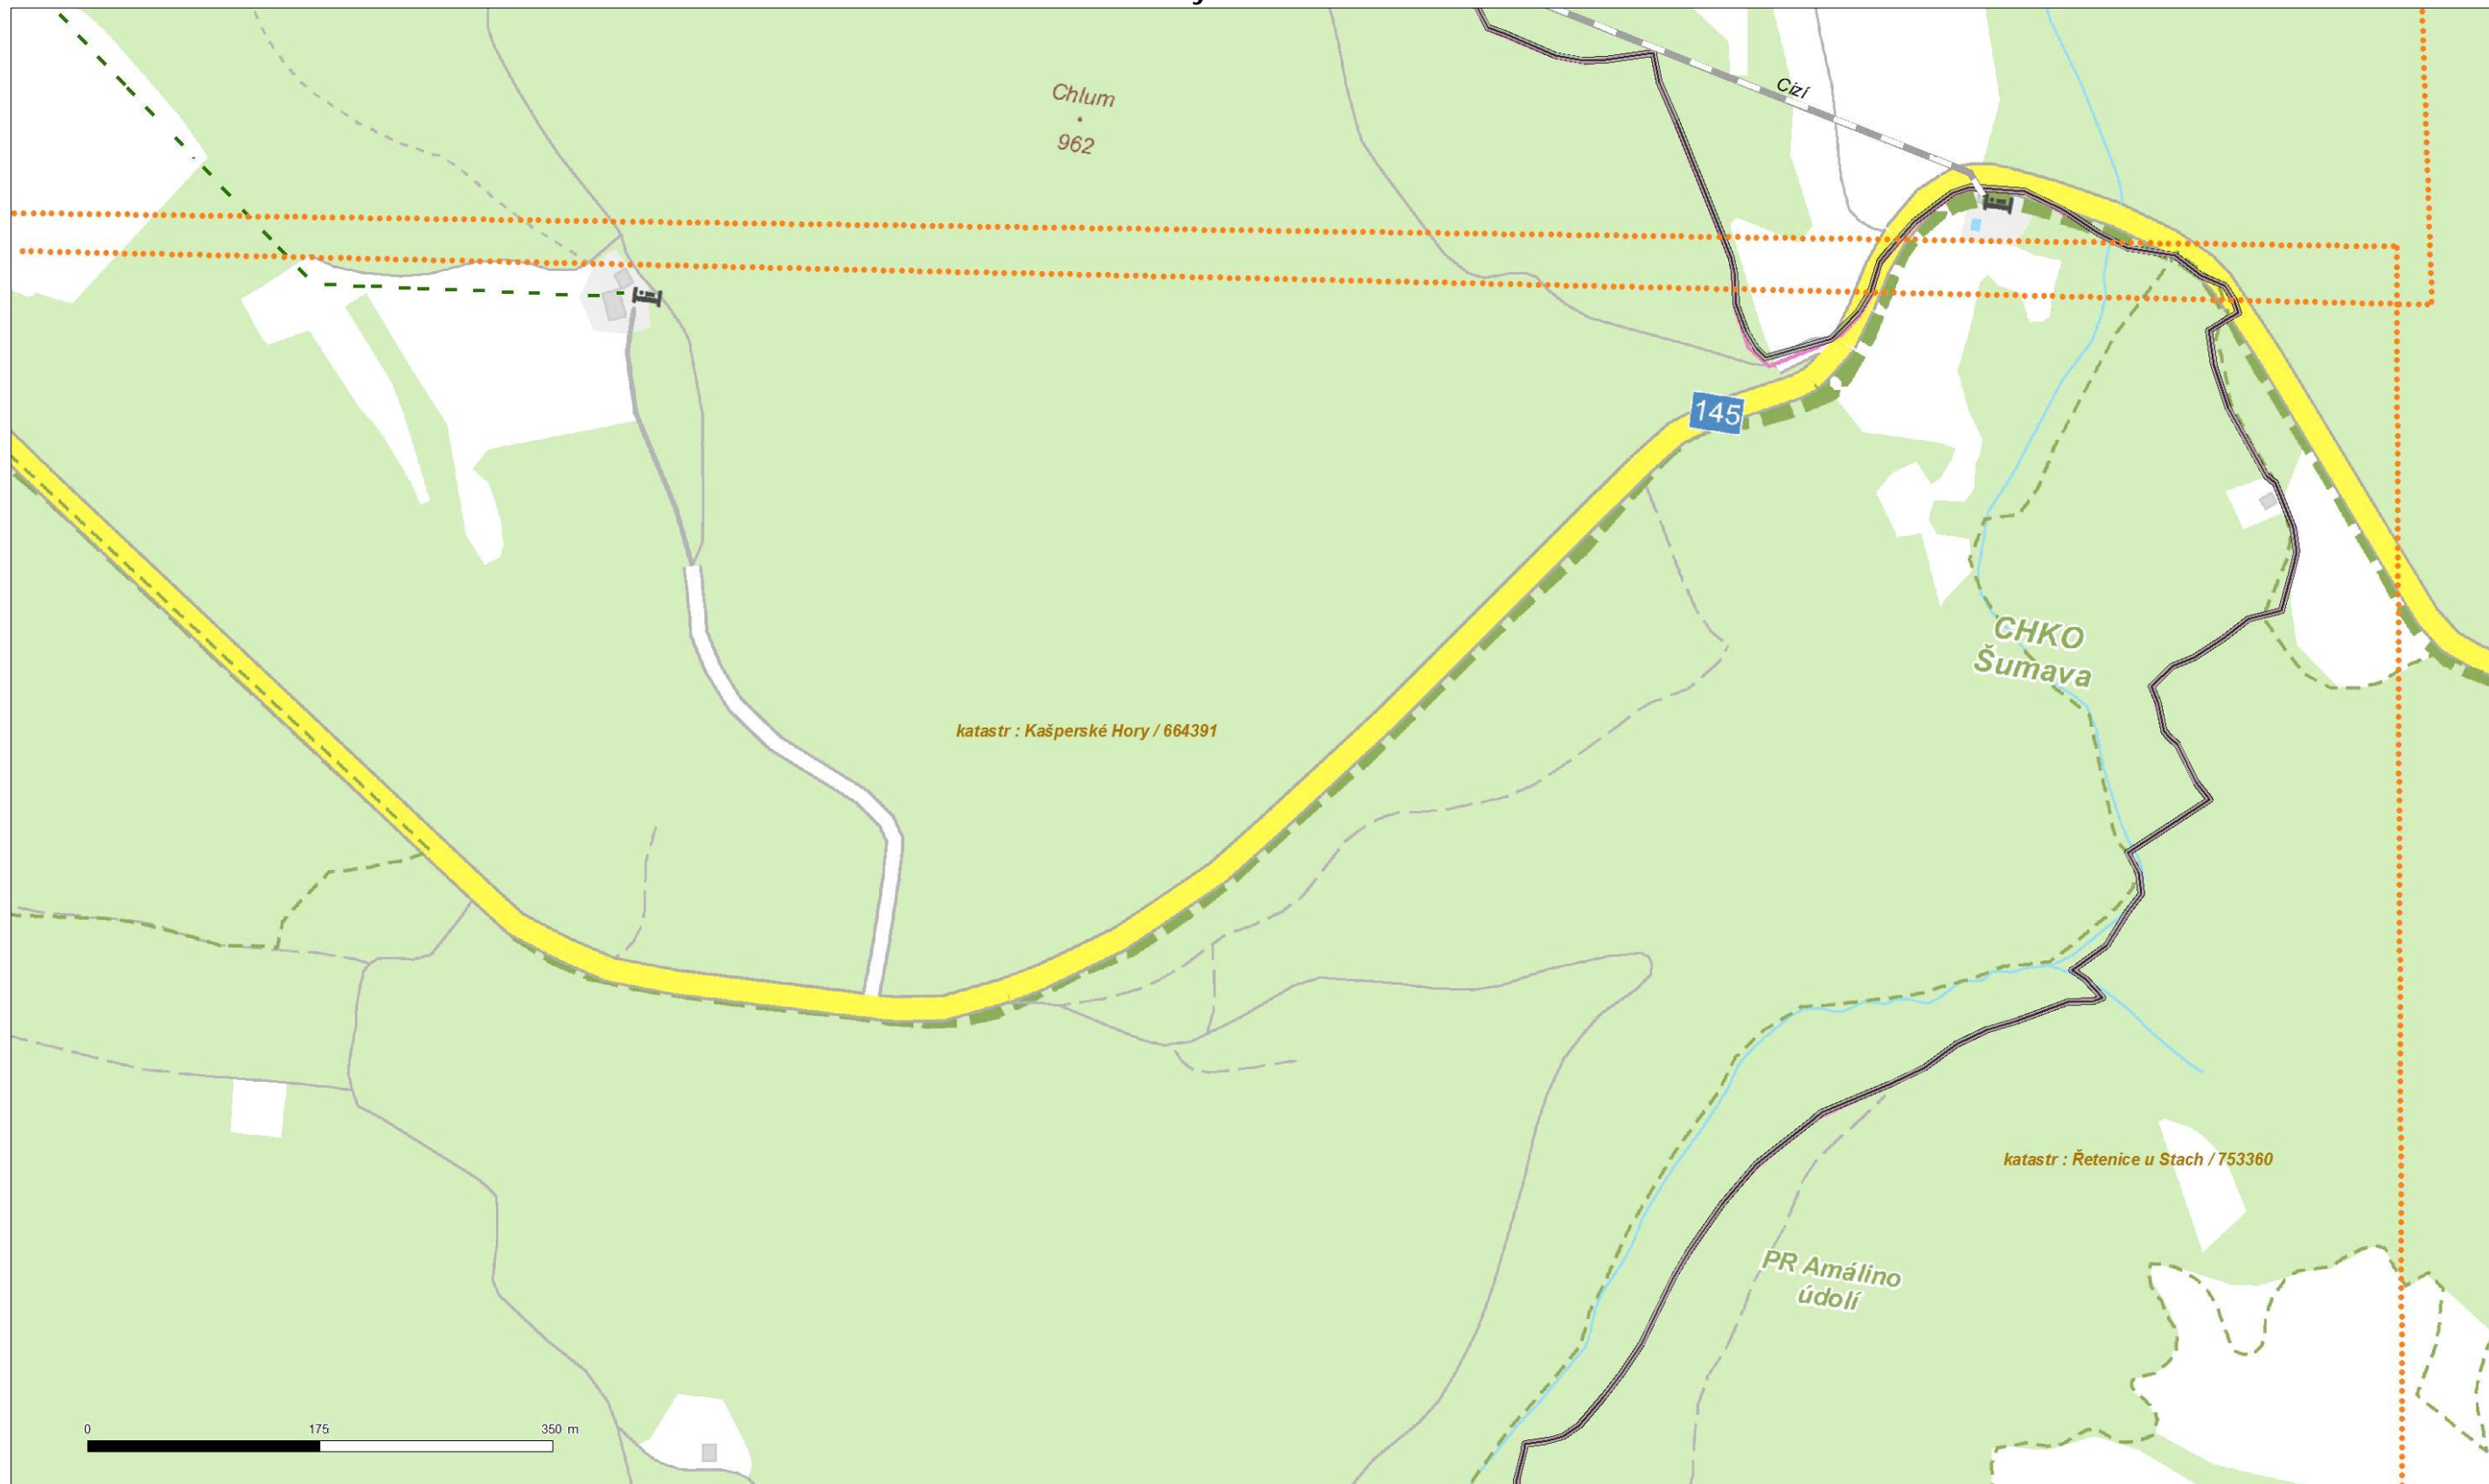 Chlum
962
Cizí
145
CHKO
Šumava
katastr : Kašperské Hory / 664391
katastr : Řetenice u Stach / 753360
PR Amálino
údolí
0 175 350 m